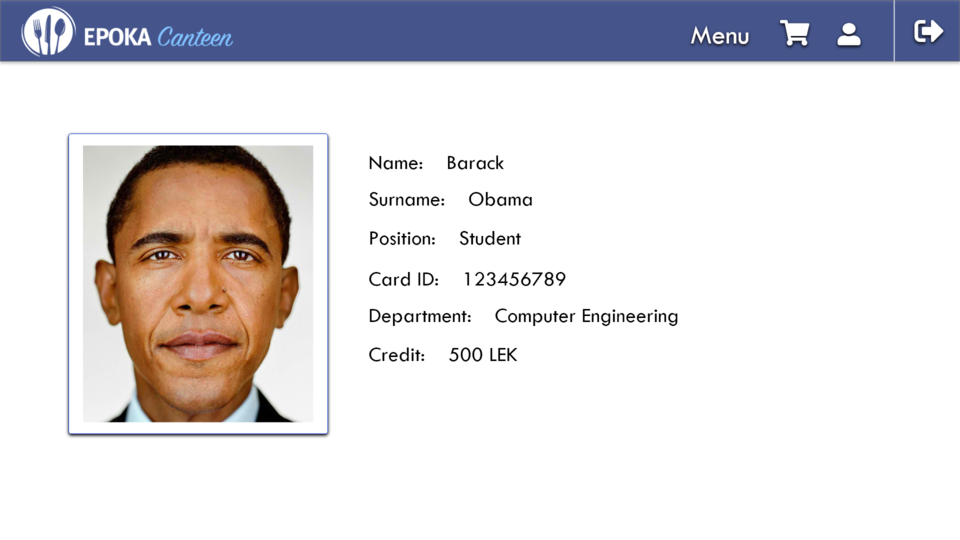 EPOKA Canteen
Menu
Name: Barack
Surname: Obama
Position: Student
Card ID: 123456789
Department: Computer Engineering
Credit: 500 LEK